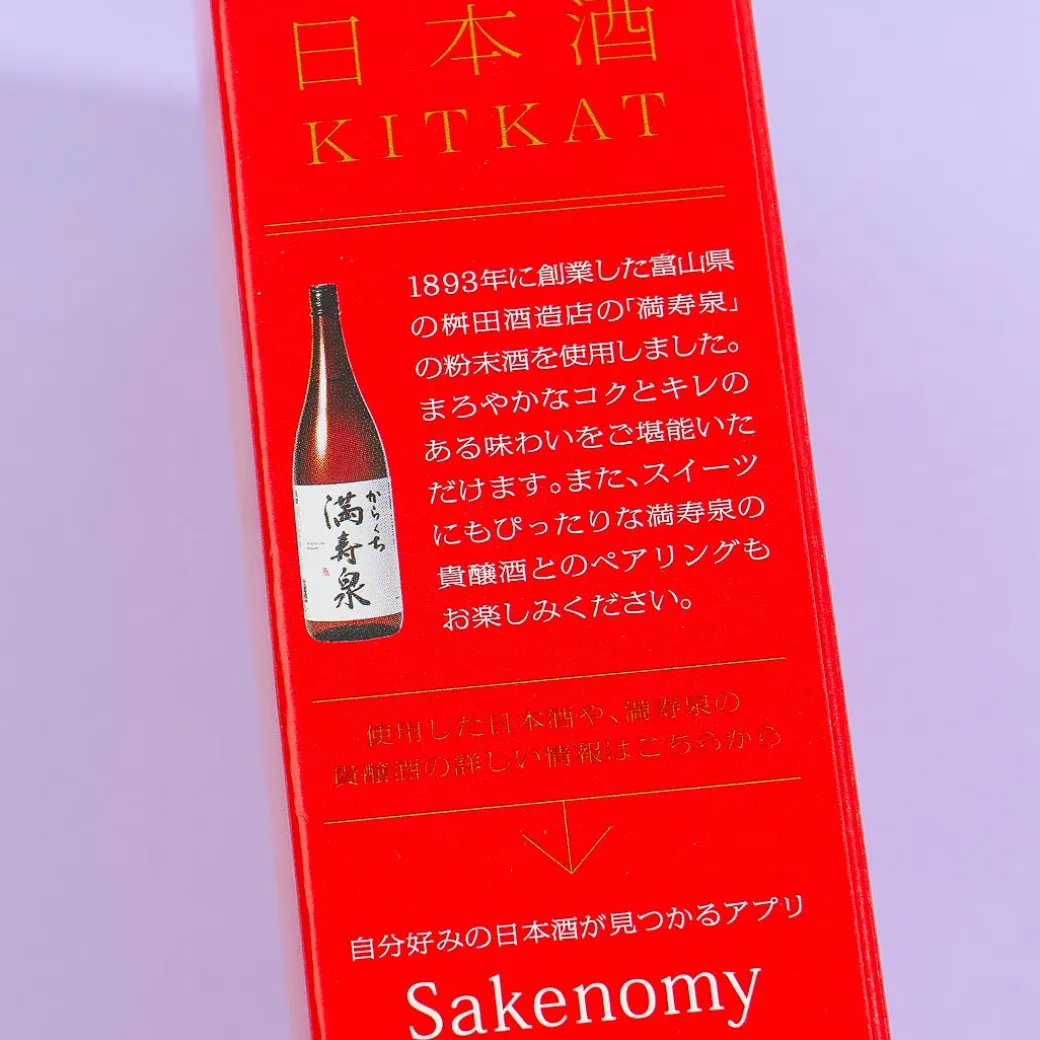 日本酒
KITKAT
1893年に創業した富山県
の桝田酒造店の「満寿泉」
の粉末酒を使用しました。
まろやかなコクとキレの
ある味わいをご堪能いた
だけます。また、スイーツ
にもぴったりな満寿泉の
貴醸酒とのペアリングも
お楽しみください。
からくち
満寿泉
使用した日本酒や、満寿泉の
貴醸酒の詳しい情報はこちらから
自分好みの日本酒が見つかるアプリ
Sakenomy